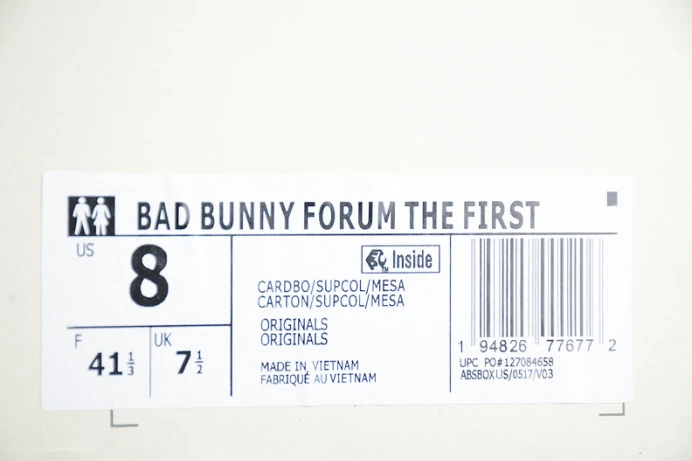 BAD BUNNY FORUM THE FIRST
US
8
F
41 1/3
UK
7 1/2
Inside
CARDBO/SUPCOL/MESA
CARTON/SUPCOL/MESA
ORIGINALS
ORIGINALS
MADE IN VIETNAM
FABRIQUÉ AU VIETNAM
1 94826 77677 2
UPC PO#127084658
ABSBOXUS/0517/V03